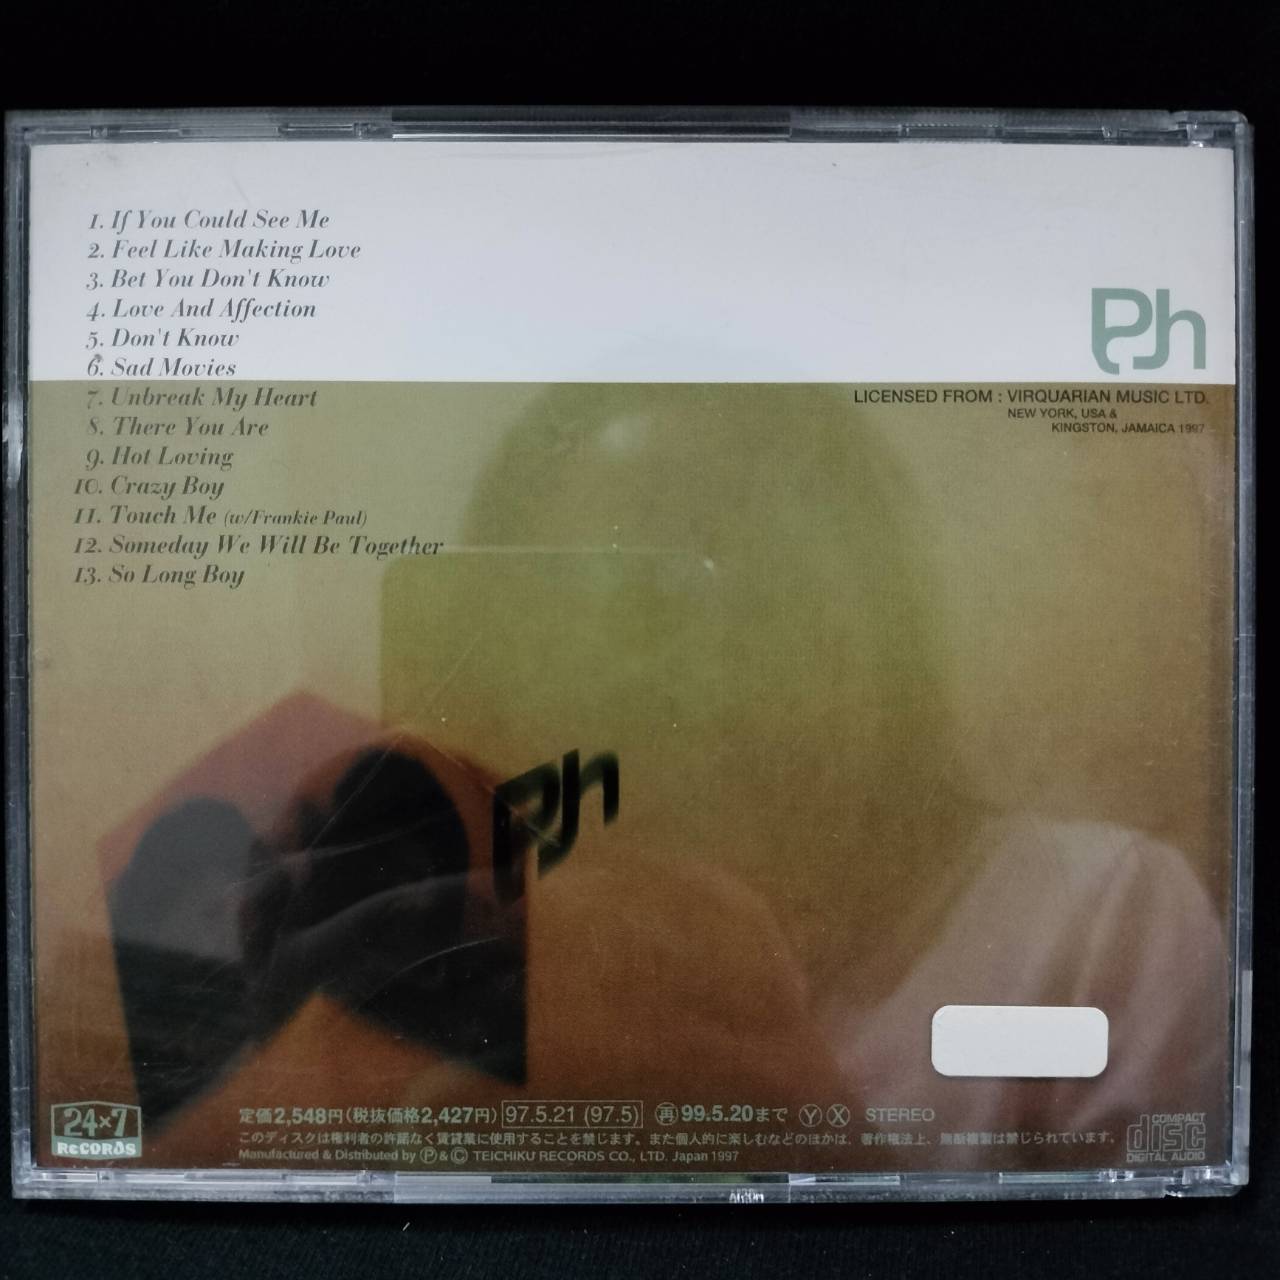 1. If You Could See Me
2. Feel Like Making Love
3. Bet You Don't Know
4. Love And Affection
5. Don't Know
6. Sad Movies
7. Unbreak My Heart
8. There You Are
9. Hot Loving
10. Crazy Boy
11. Touch Me (w/Frankie Paul)
12. Someday We Will Be Together
13. So Long Boy
Ph
LICENSED FROM : VIRQUARIAN MUSIC LTD.
NEW YORK, USA &
KINGSTON, JAMAICA 1997
Ph
24×7
RECORDS
定価2,548円(税抜価格2,427円) 97.5.21 (97.5) 再99.5.20まで Ⓨ Ⓧ STEREO
このディスクは権利者の許諾なく賃貸業に使用することを禁じます。また個人的に楽しむなどのほかは、著作権法上、無断複製は禁じられています。
Manufactured & Distributed by Ⓟ&Ⓒ TEICHIKU RECORDS CO., LTD. Japan 1997
COMPACT
disc
DIGITAL AUDIO